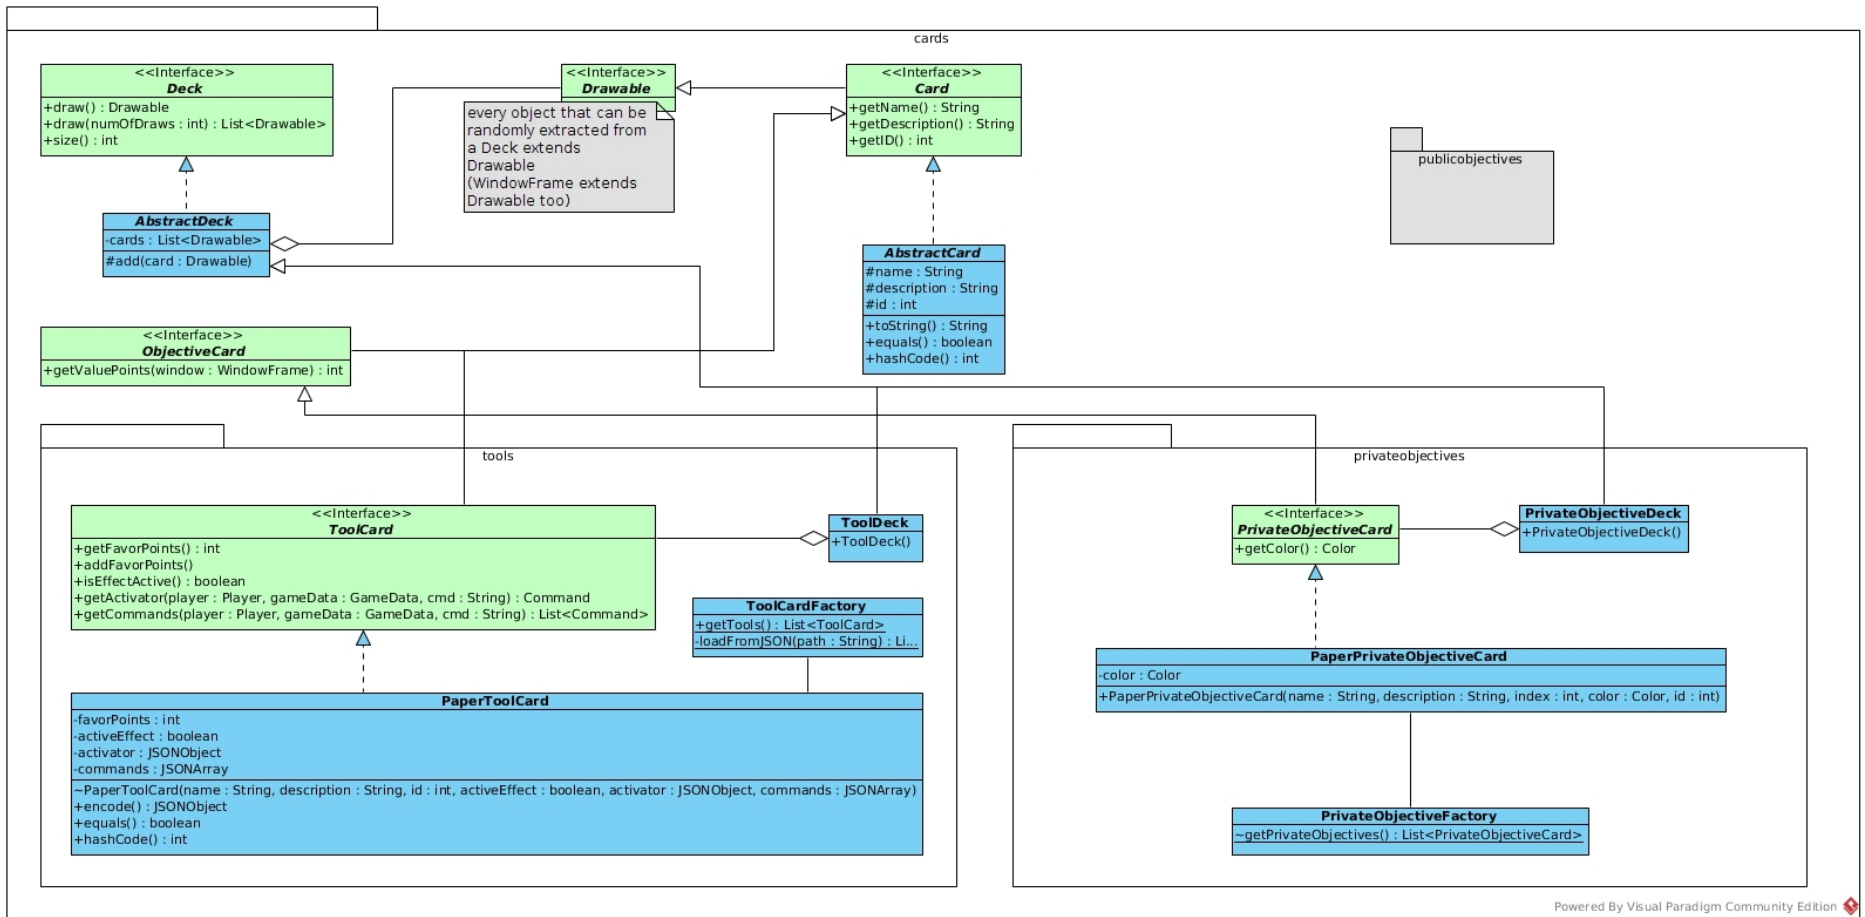 cards
<<Interface>>
Deck
+draw() : Drawable
+draw(numOfDraws : int) : List<Drawable>
+size() : int
<<Interface>>
Drawable
every object that can be
randomly extracted from
a Deck extends
Drawable
(WindowFrame extends
Drawable too)
<<Interface>>
Card
+getName() : String
+getDescription() : String
+getID() : int
publicobjectives
AbstractDeck
-cards : List<Drawable>
#add(card : Drawable)
AbstractCard
#name : String
#description : String
#id : int
+toString() : String
+equals() : boolean
+hashCode() : int
<<Interface>>
ObjectiveCard
+getValuePoints(window : WindowFrame) : int
tools
<<Interface>>
ToolCard
+getFavorPoints() : int
+addFavorPoints()
+isEffectActive() : boolean
+getActivator(player : Player, gameData : GameData, cmd : String) : Command
+getCommands(player : Player, gameData : GameData, cmd : String) : List<Command>
ToolDeck
+ToolDeck()
ToolCardFactory
+getTools() : List<ToolCard>
-loadFromJSON(path : String) : Li...
PaperToolCard
-favorPoints : int
-activeEffect : boolean
-activator : JSONObject
-commands : JSONArray
~PaperToolCard(name : String, description : String, id : int, activeEffect : boolean, activator : JSONObject, commands : JSONArray)
+encode() : JSONObject
+equals() : boolean
+hashCode() : int
privateobjectives
<<Interface>>
PrivateObjectiveCard
+getColor() : Color
PrivateObjectiveDeck
+PrivateObjectiveDeck()
PaperPrivateObjectiveCard
-color : Color
+PaperPrivateObjectiveCard(name : String, description : String, index : int, color : Color, id : int)
PrivateObjectiveFactory
~getPrivateObjectives() : List<PrivateObjectiveCard>
Powered By Visual Paradigm Community Edition